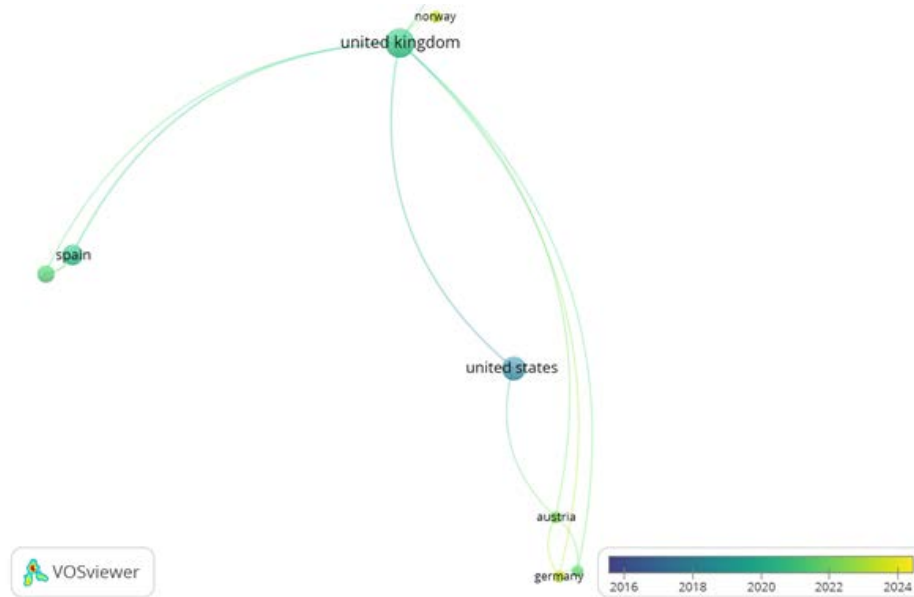 norway
united kingdom
spain
united states
austria
germany
VOSviewer
2016 2018 2020 2022 2024